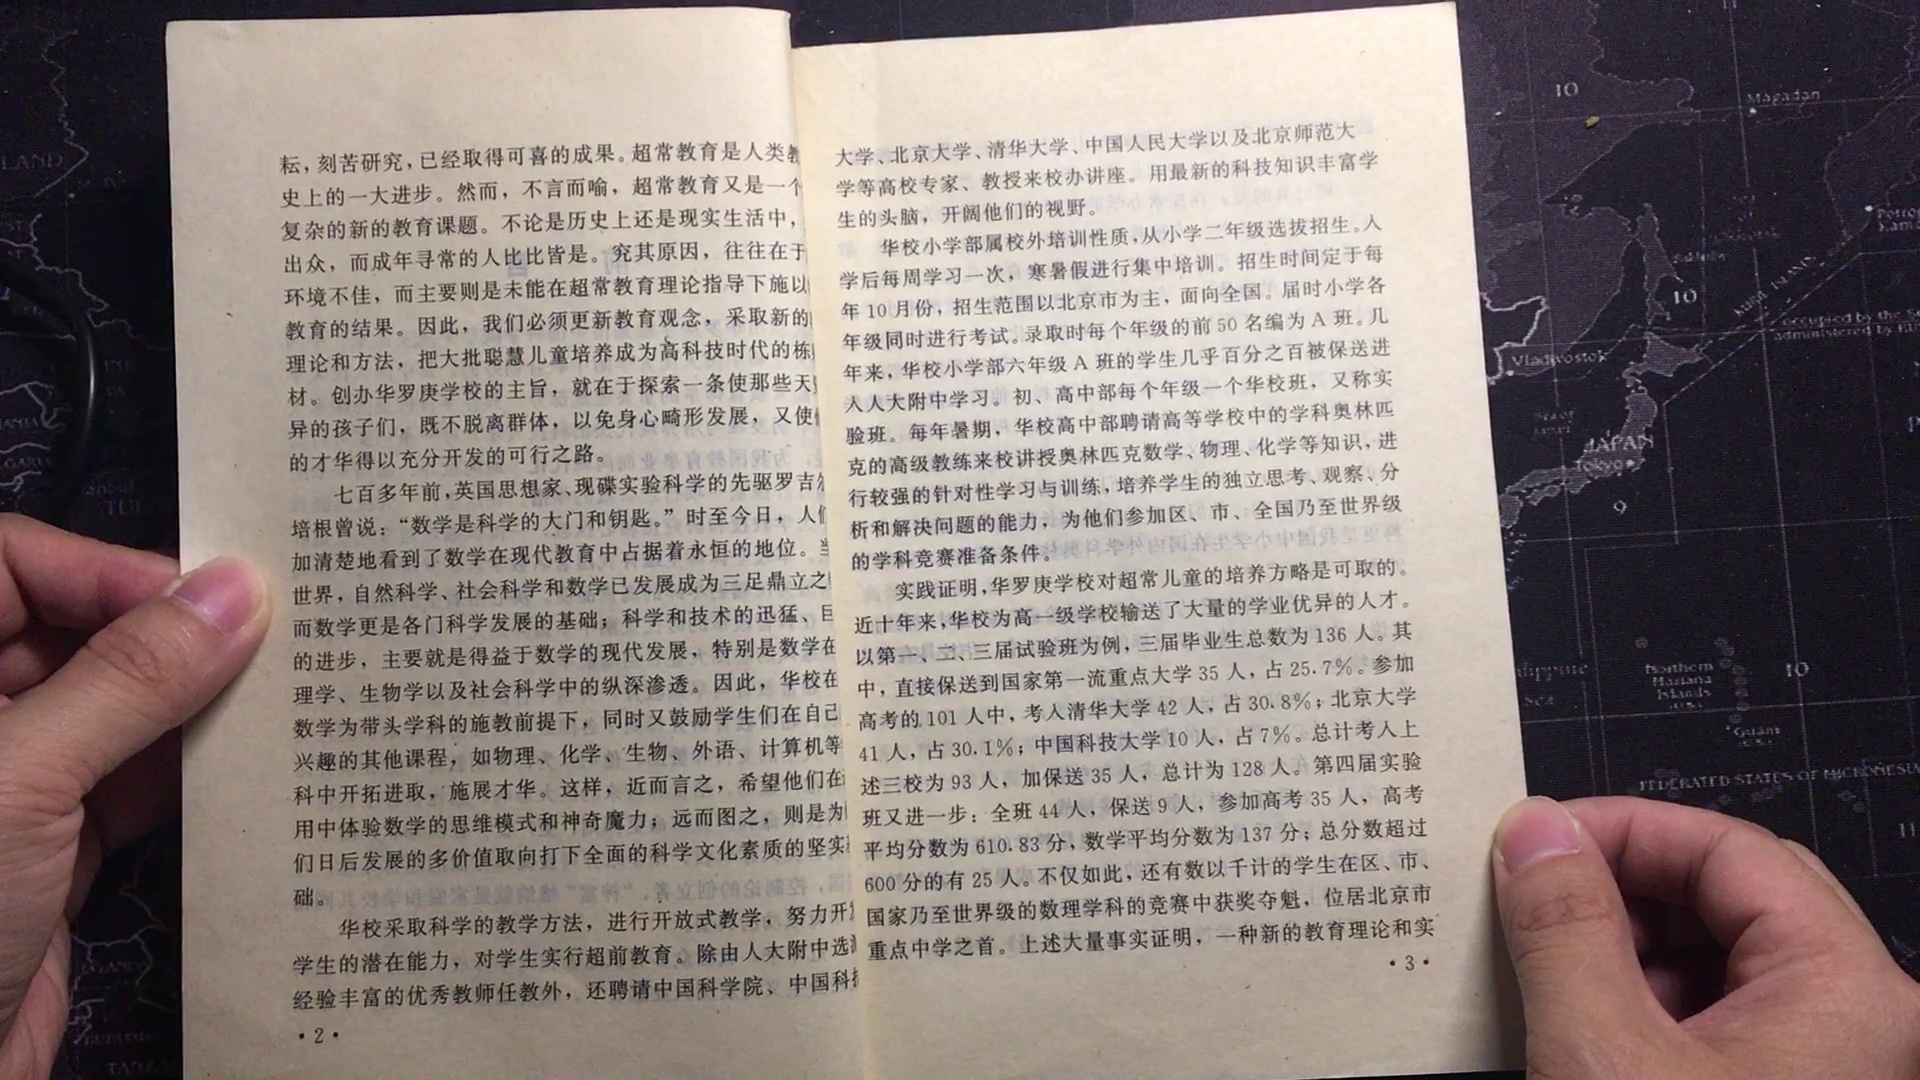 耘，刻苦研究，已经取得可喜的成果。超常教育是人类教
史上的一大进步。然而，不言而喻，超常教育又是一个
复杂的新的教育课题。不论是历史上还是现实生活中，
出众，而成年寻常的人比比皆是。究其原因，往往在于
环境不佳，而主要则是未能在超常教育理论指导下施以
教育的结果。因此，我们必须更新教育观念，采取新的
理论和方法，把大批聪慧儿童培养成为高科技时代的栋
材。创办华罗庚学校的主旨，就在于探索一条使那些天
异的孩子们，既不脱离群体，以免身心畸形发展，又使
的才华得以充分开发的可行之路。
七百多年前，英国思想家、现碟实验科学的先驱罗吉
培根曾说：“数学是科学的大门和钥匙。”时至今日，人们
加清楚地看到了数学在现代教育中占据着永恒的地位。当
世界，自然科学、社会科学和数学已发展成为三足鼎立之
而数学更是各门科学发展的基础；科学和技术的迅猛、巨
的进步，主要就是得益于数学的现代发展，特别是数学在
理学、生物学以及社会科学中的纵深渗透。因此，华校在
数学为带头学科的施教前提下，同时又鼓励学生们在自己
兴趣的其他课程，如物理、化学、生物、外语、计算机等
科中开拓进取，施展才华。这样，近而言之，希望他们在
用中体验数学的思维模式和神奇魔力；远而图之，则是为
们日后发展的多价值取向打下全面的科学文化素质的坚实
础。
华校采取科学的教学方法，进行开放式教学，努力开
学生的潜在能力，对学生实行超前教育。除由人大附中选
经验丰富的优秀教师任教外，还聘请中国科学院、中国科
·2·
大学、北京大学、清华大学、中国人民大学以及北京师范大
学等高校专家、教授来校办讲座。用最新的科技知识丰富学
生的头脑，开阔他们的视野。
华校小学部属校外培训性质，从小学二年级选拔招生。入
学后每周学习一次，寒暑假进行集中培训。招生时间定于每
年10月份，招生范围以北京市为主，面向全国。届时小学各
年级同时进行考试。录取时每个年级的前50名编为A班。几
年来，华校小学部六年级A班的学生几乎百分之百被保送进
入人大附中学习。初、高中部每个年级一个华校班，又称实
验班。每年暑期，华校高中部聘请高等学校中的学科奥林匹
克的高级教练来校讲授奥林匹克数学、物理、化学等知识，进
行较强的针对性学习与训练，培养学生的独立思考、观察、分
析和解决问题的能力，为他们参加区、市、全国乃至世界级
的学科竞赛准备条件。
实践证明，华罗庚学校对超常儿童的培养方略是可取的。
近十年来，华校为高一级学校输送了大量的学业优异的人才。
以第一、二、三届试验班为例，三届毕业生总数为136人。其
中，直接保送到国家第一流重点大学35人，占25.7%。参加
高考的101人中，考入清华大学42人，占30.8%；北京大学
41人，占30.1%；中国科技大学10人，占7%。总计考入上
述三校为93人，加保送35人，总计为128人。第四届实验
班又进一步：全班44人，保送9人，参加高考35人，高考
平均分数为610.83分，数学平均分数为137分；总分数超过
600分的有25人。不仅如此，还有数以千计的学生在区、市、
国家乃至世界级的数理学科的竞赛中获奖夺魁，位居北京市
重点中学之首。上述大量事实证明，一种新的教育理论和实
·3·
10
Magadan
10
KURIL ISLANDS
occupied by the
administered by
Vladivostok
JAPAN
Tokyo
9
Northern
Mariana
Islands
10
Guam
FEDERATED STATES OF MICRONESIA